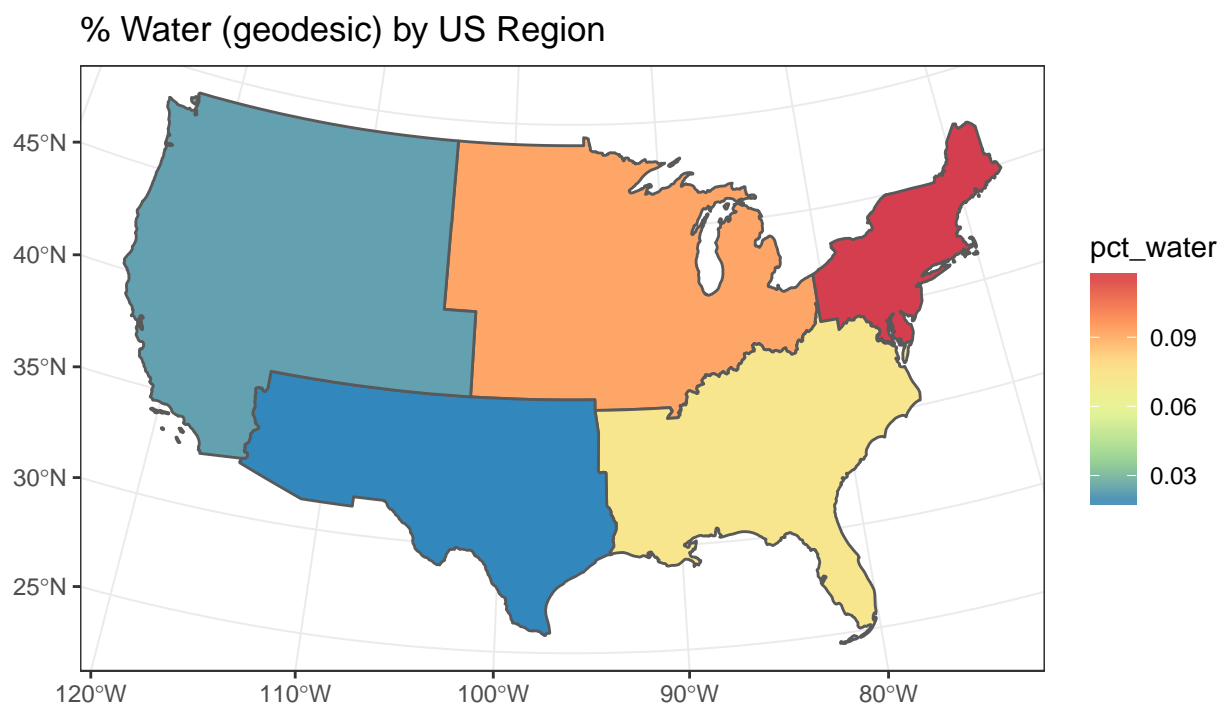 % Water (geodesic) by US Region
45°N
40°N
35°N
30°N
25°N
120°W 110°W 100°W 90°W 80°W
pct_water
0.09
0.06
0.03